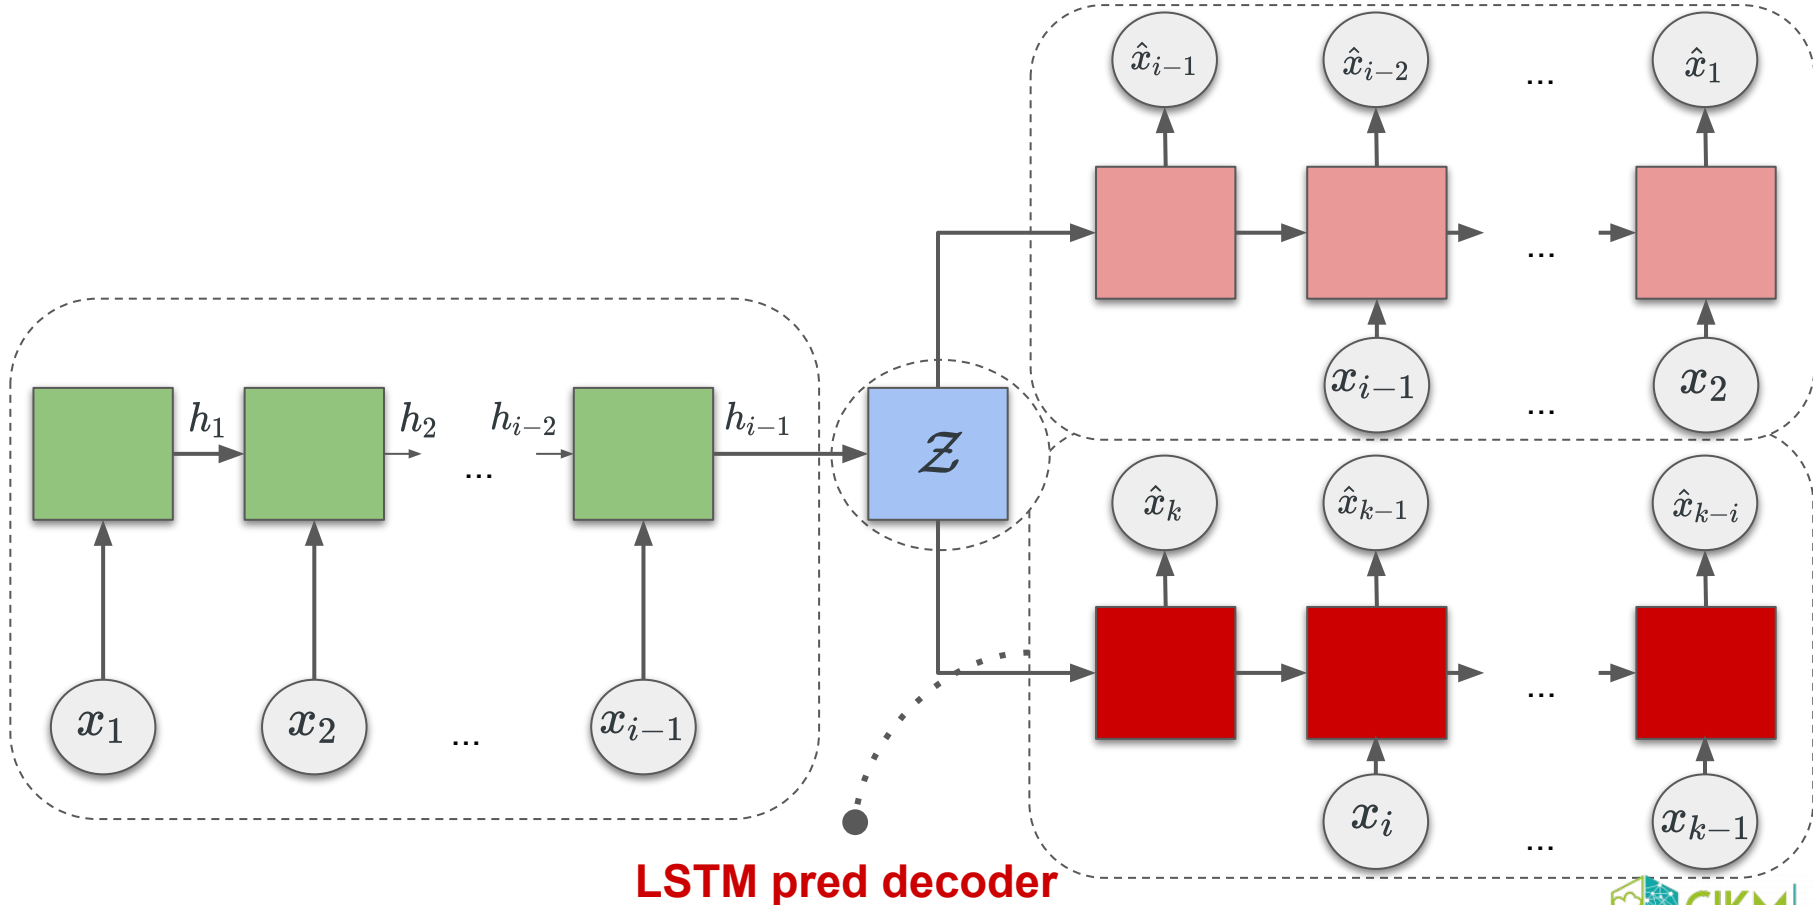 x̂_{i−1} x̂_{i−2} ... x̂_1
...
x_{i−1} ... x_2
h_1 h_2 ... h_{i−2} h_{i−1} 𝒵
x̂_k x̂_{k−1} x̂_{k−i}
...
x_1 x_2 ... x_{i−1}
x_i ... x_{k−1}
LSTM pred decoder
CIKM